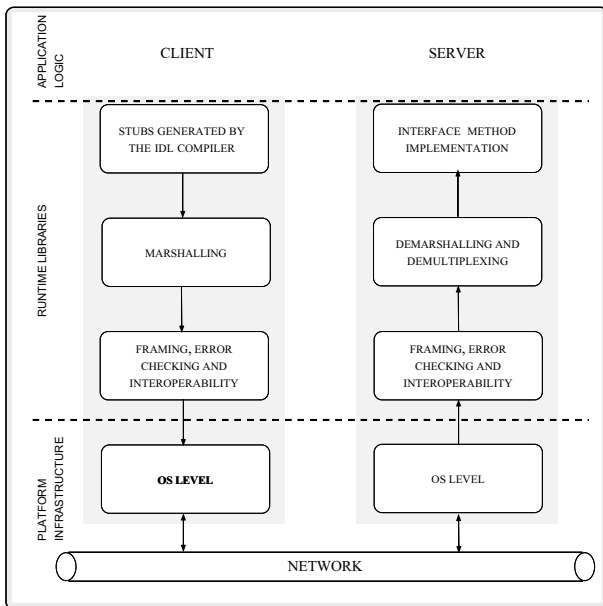 APPLICATION
LOGIC
CLIENT
SERVER
RUNTIME LIBRARIES
STUBS GENERATED BY
THE IDL COMPILER
INTERFACE METHOD
IMPLEMENTATION
MARSHALLING
DEMARSHALLING AND
DEMULTIPLEXING
FRAMING, ERROR
CHECKING AND
INTEROPERABILITY
FRAMING, ERROR
CHECKING AND
INTEROPERABILITY
PLATFORM
INFRASTRUCTURE
OS LEVEL
OS LEVEL
NETWORK